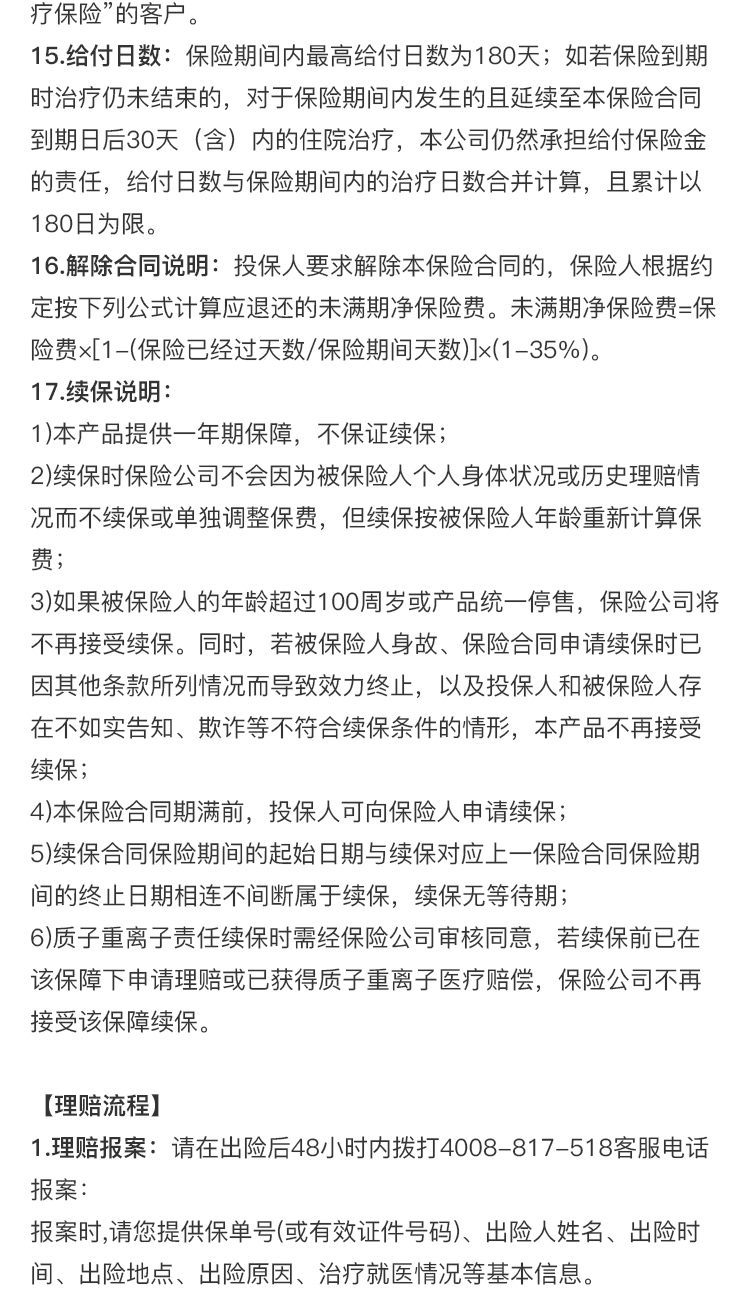 疗保险”的客户。
15.给付日数：保险期间内最高给付日数为180天；如若保险到期
时治疗仍未结束的，对于保险期间内发生的且延续至本保险合同
到期日后30天（含）内的住院治疗，本公司仍然承担给付保险金
的责任，给付日数与保险期间内的治疗日数合并计算，且累计以
180日为限。
16.解除合同说明：投保人要求解除本保险合同的，保险人根据约
定按下列公式计算应退还的未满期净保险费。未满期净保险费=保
险费×[1-(保险已经过天数/保险期间天数)]×(1-35%)。
17.续保说明：
1)本产品提供一年期保障，不保证续保；
2)续保时保险公司不会因为被保险人个人身体状况或历史理赔情
况而不续保或单独调整保费，但续保按被保险人年龄重新计算保
费；
3)如果被保险人的年龄超过100周岁或产品统一停售，保险公司将
不再接受续保。同时，若被保险人身故、保险合同申请续保时已
因其他条款所列情况而导致效力终止，以及投保人和被保险人存
在不如实告知、欺诈等不符合续保条件的情形，本产品不再接受
续保；
4)本保险合同期满前，投保人可向保险人申请续保；
5)续保合同保险期间的起始日期与续保对应上一保险合同保险期
间的终止日期相连不间断属于续保，续保无等待期；
6)质子重离子责任续保时需经保险公司审核同意，若续保前已在
该保障下申请理赔或已获得质子重离子医疗赔偿，保险公司不再
接受该保障续保。
【理赔流程】
1.理赔报案：请在出险后48小时内拨打4008-817-518客服电话
报案：
报案时,请您提供保单号(或有效证件号码)、出险人姓名、出险时
间、出险地点、出险原因、治疗就医情况等基本信息。